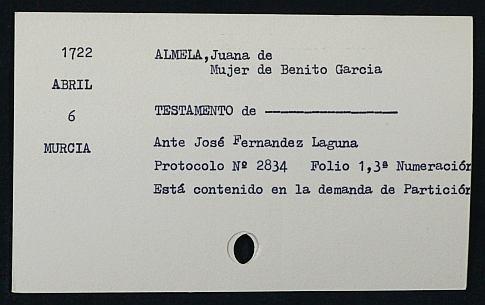 1722
ABRIL
6
MURCIA
ALMELA, Juana de
Mujer de Benito Garcia
TESTAMENTO de -----------------
Ante José Fernandez Laguna
Protocolo Nº 2834 Folio 1,3ª Numeración
Está contenido en la demanda de Partición